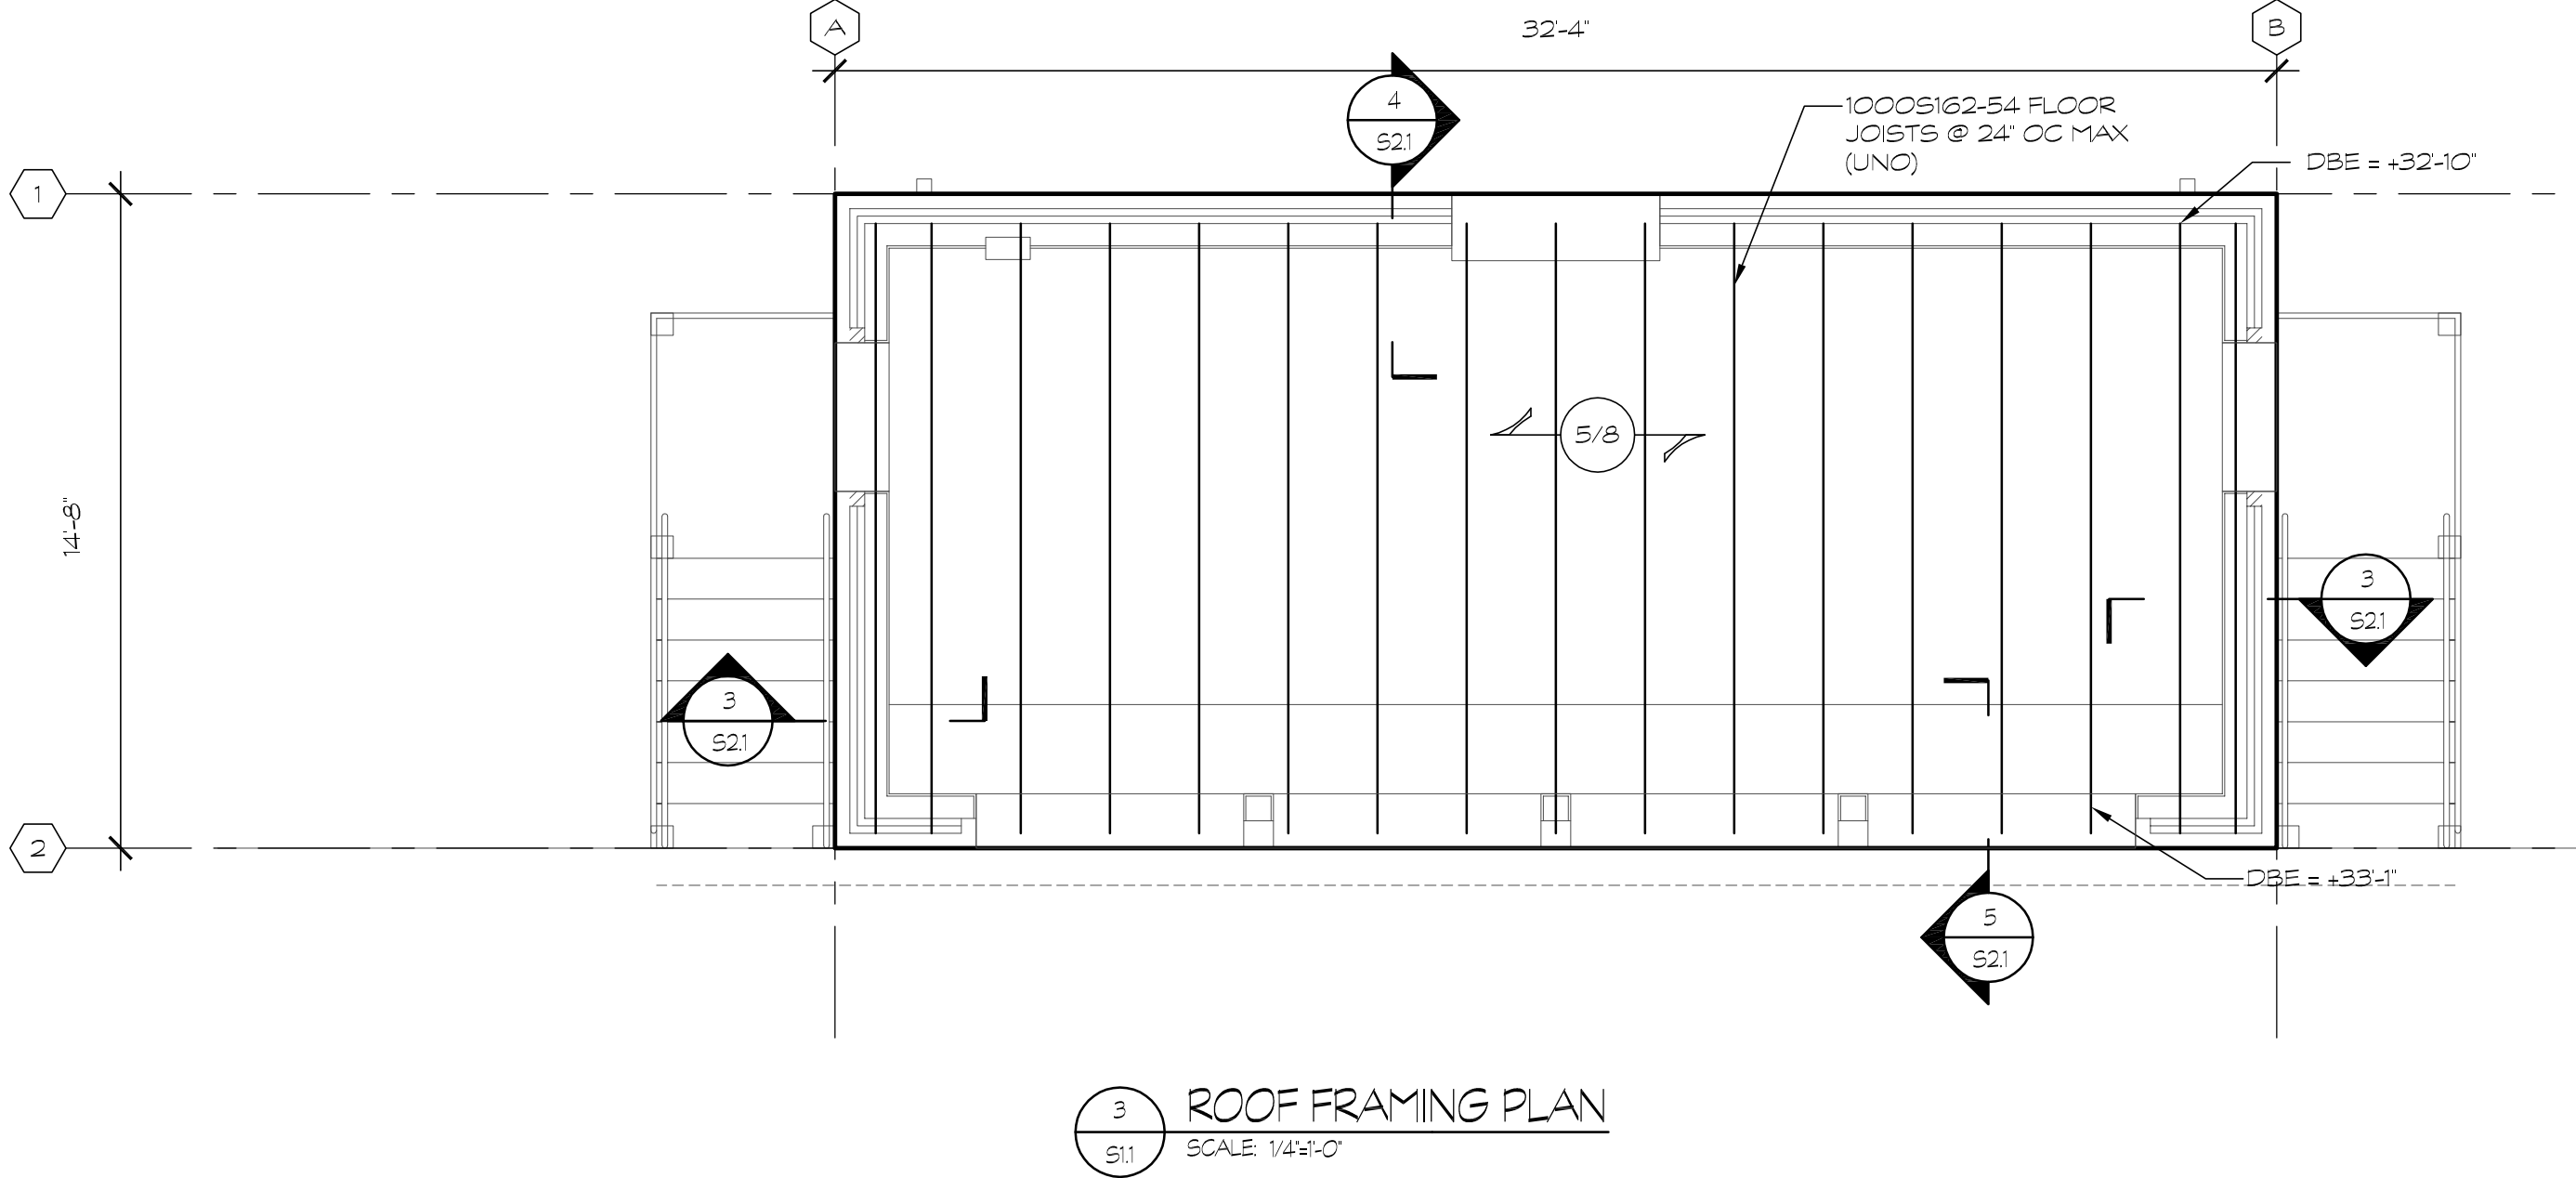 A
32'-4"
B
4
S2.1
1000S162-54 FLOOR
JOISTS @ 24" OC MAX
(UNO)
DBE = +32'-10"
1
5/8
14'-8"
3
S2.1
3
S2.1
2
DBE = +33'-1"
5
S2.1
3
S1.1
ROOF FRAMING PLAN
SCALE: 1/4"=1'-0"